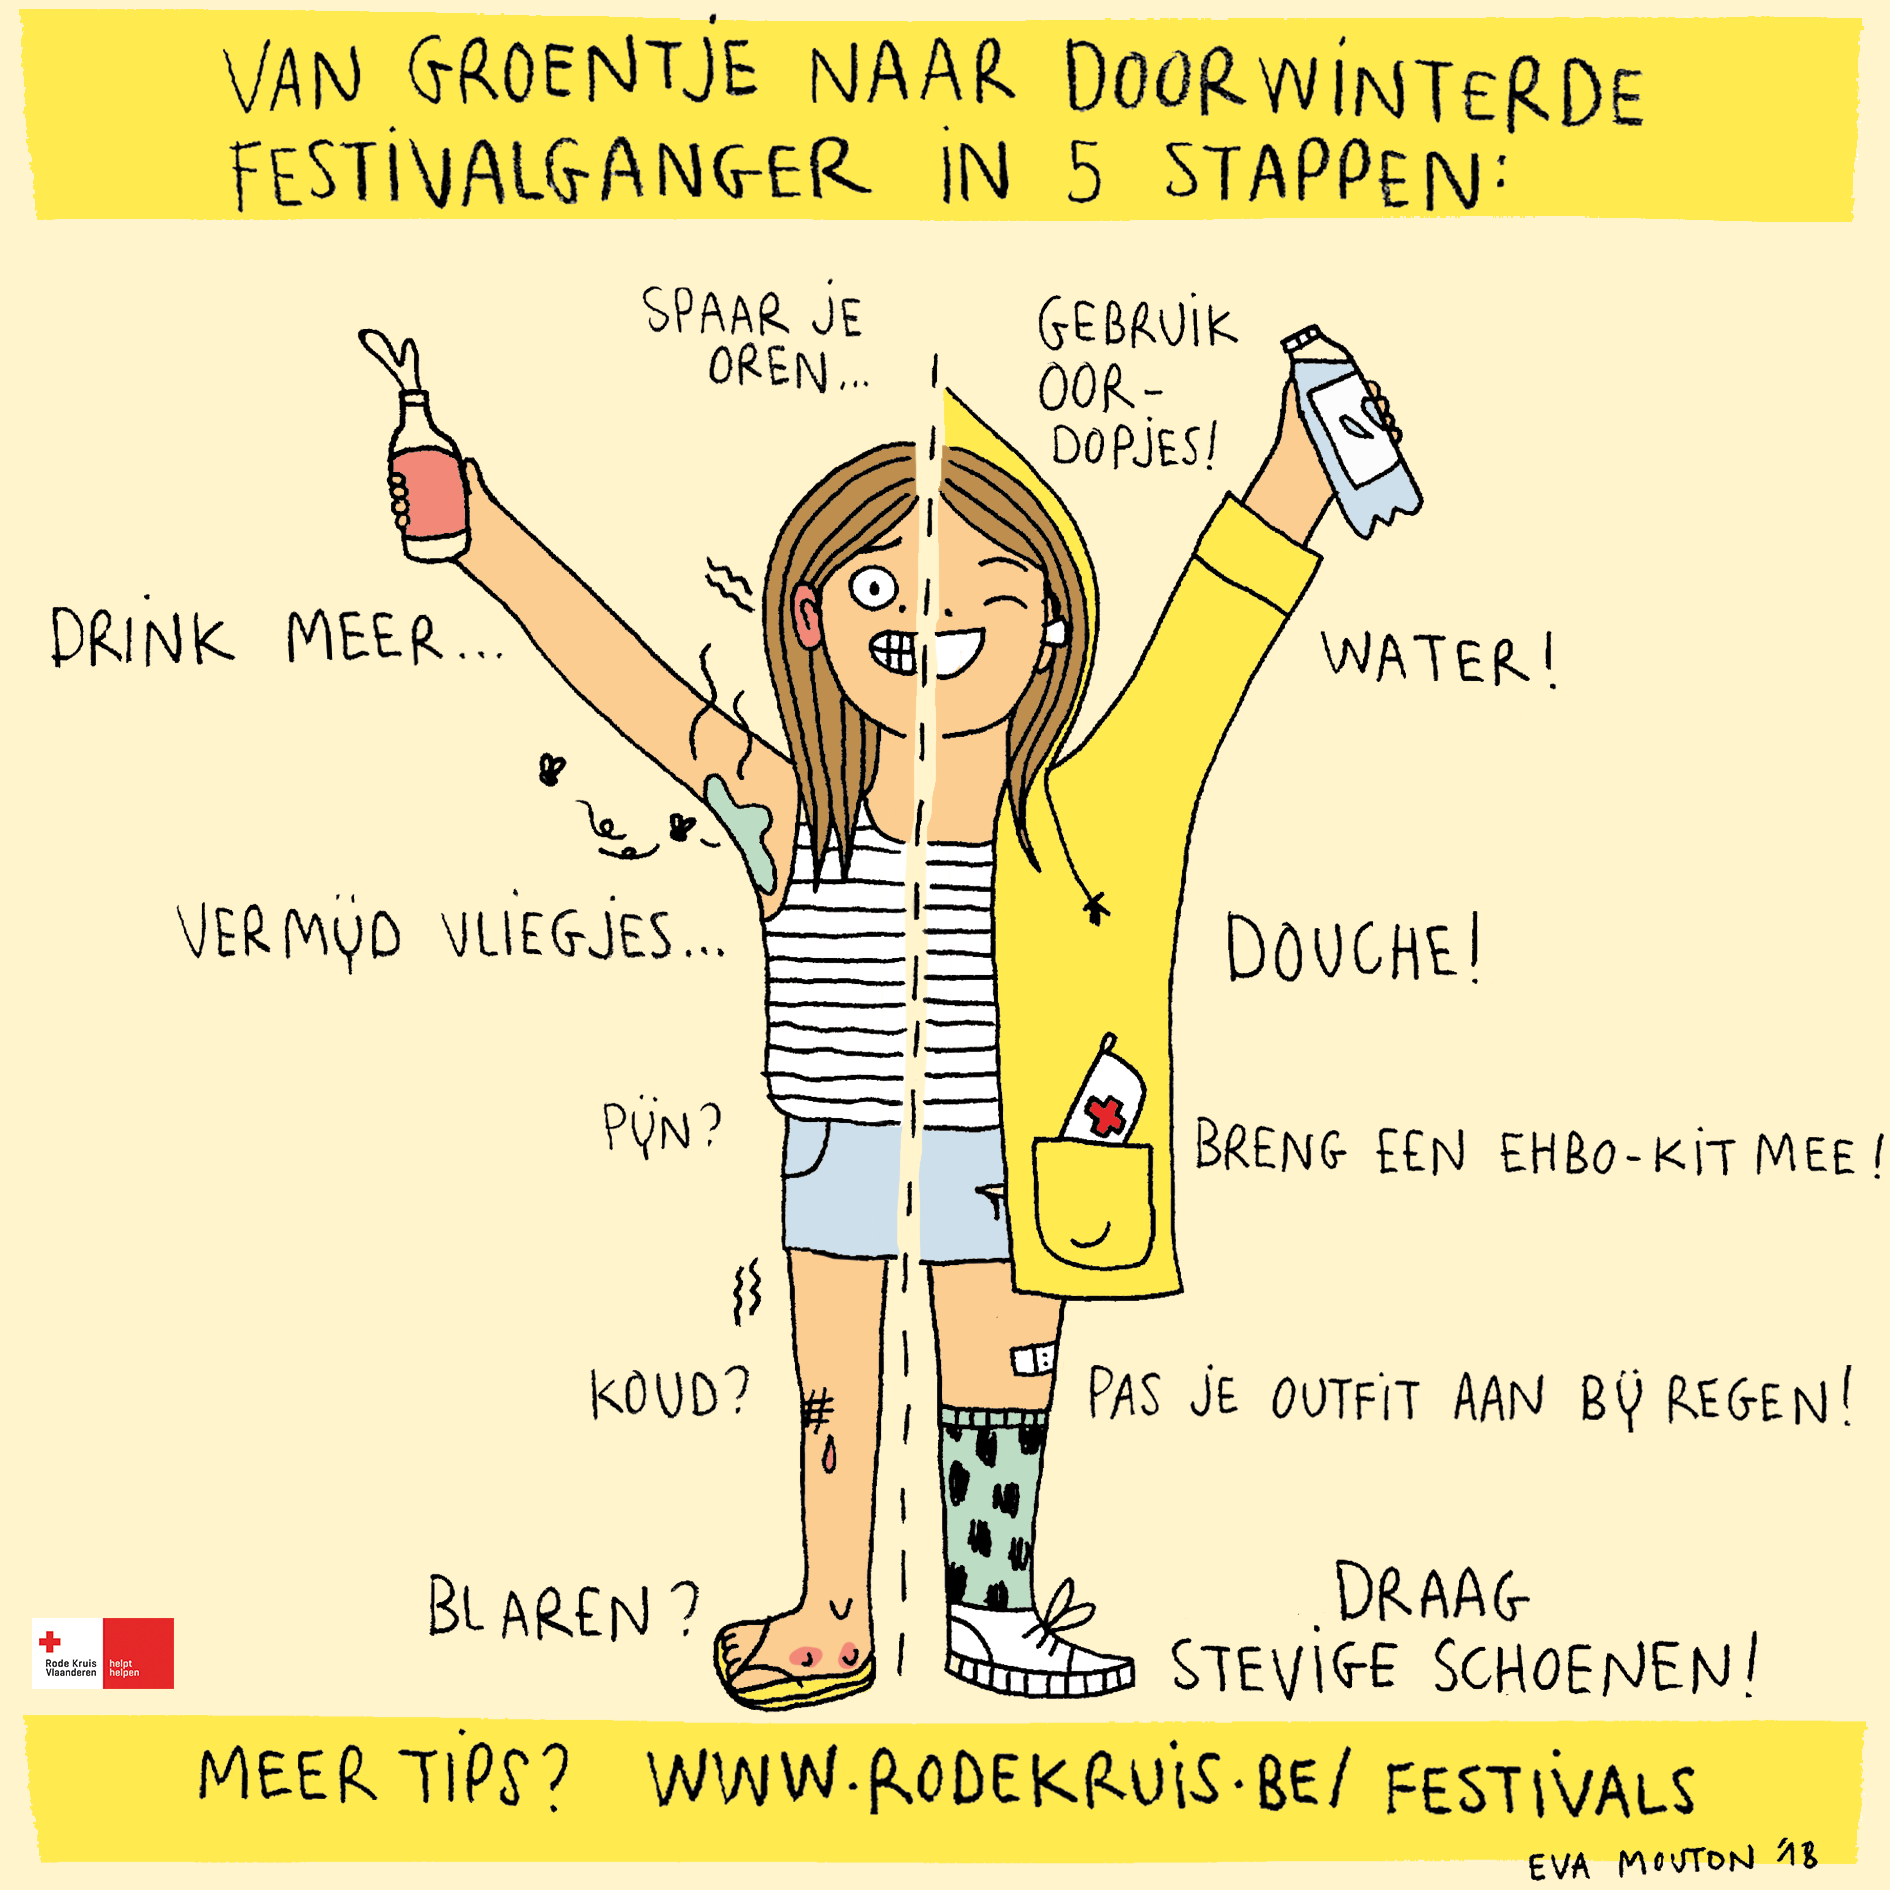 VAN GROENTJE NAAR DOORWINTERDE
FESTIVALGANGER IN 5 STAPPEN:
SPAAR JE
OREN...
GEBRUIK
OOR-
DOPJES!
DRINK MEER...
WATER!
VERMIJD VLIEGJES...
DOUCHE!
PIJN?
BRENG EEN EHBO-KIT MEE!
KOUD?
PAS JE OUTFIT AAN BIJ REGEN!
BLAREN?
DRAAG
STEVIGE SCHOENEN!
Rode Kruis
Vlaanderen
helpt
helpen
MEER TIPS? WWW.RODEKRUIS.BE/FESTIVALS
EVA MOUTON '18